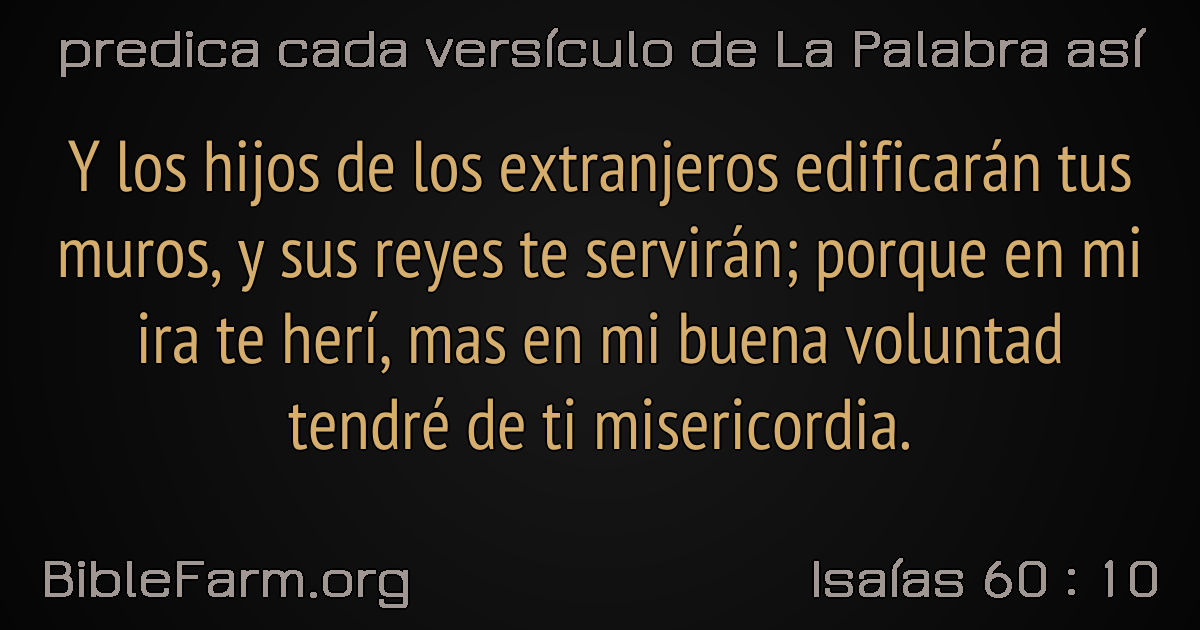 predica cada versículo de La Palabra así
Y los hijos de los extranjeros edificarán tus
muros, y sus reyes te servirán; porque en mi
ira te herí, mas en mi buena voluntad
tendré de ti misericordia.
BibleFarm.org
Isaías 60 : 10